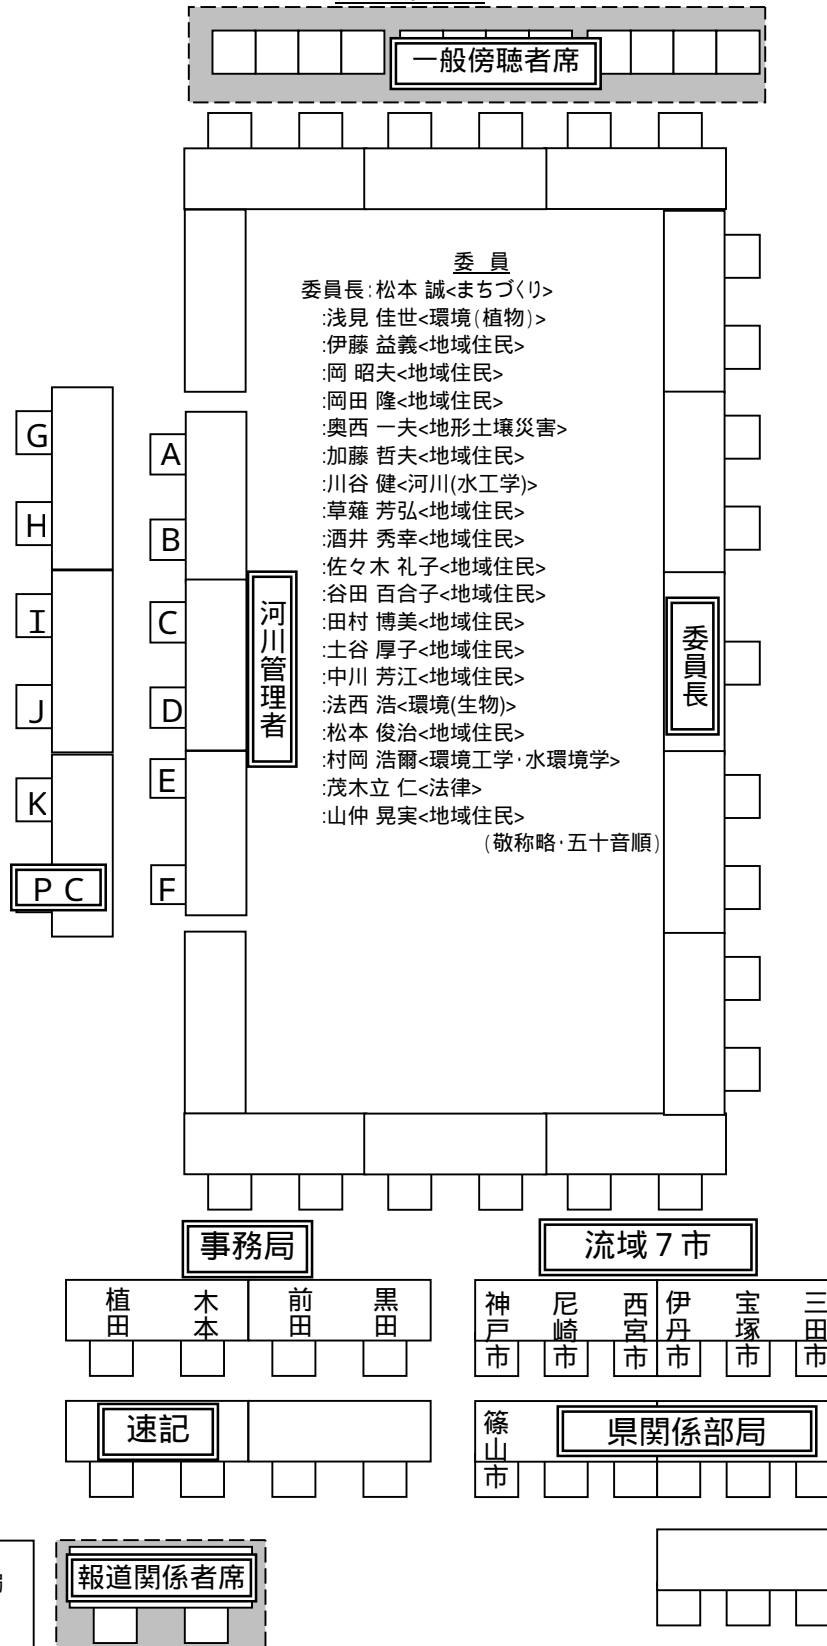 一般傍聴者席
委 員
委員長:松本 誠<まちづくり>
:浅見 佳世<環境(植物)>
:伊藤 益義<地域住民>
:岡 昭夫<地域住民>
:岡田 隆<地域住民>
:奥西 一夫<地形土壌災害>
:加藤 哲夫<地域住民>
:川谷 健<河川(水工学)>
:草薙 芳弘<地域住民>
:酒井 秀幸<地域住民>
:佐々木 礼子<地域住民>
:谷田 百合子<地域住民>
:田村 博美<地域住民>
:土谷 厚子<地域住民>
:中川 芳江<地域住民>
:法西 浩<環境(生物)>
:松本 俊治<地域住民>
:村岡 浩爾<環境工学・水環境学>
:茂木立 仁<法律>
:山仲 晃実<地域住民>
(敬称略・五十音順)
G
H
I
J
K
PC
A
B
C
D
E
F
河川管理者
委員長
事務局
植田
木本
前田
黒田
流域7市
神戸市
尼崎市
西宮市
伊丹市
宝塚市
三田市
速記
篠山市
県関係部局
報道関係者席